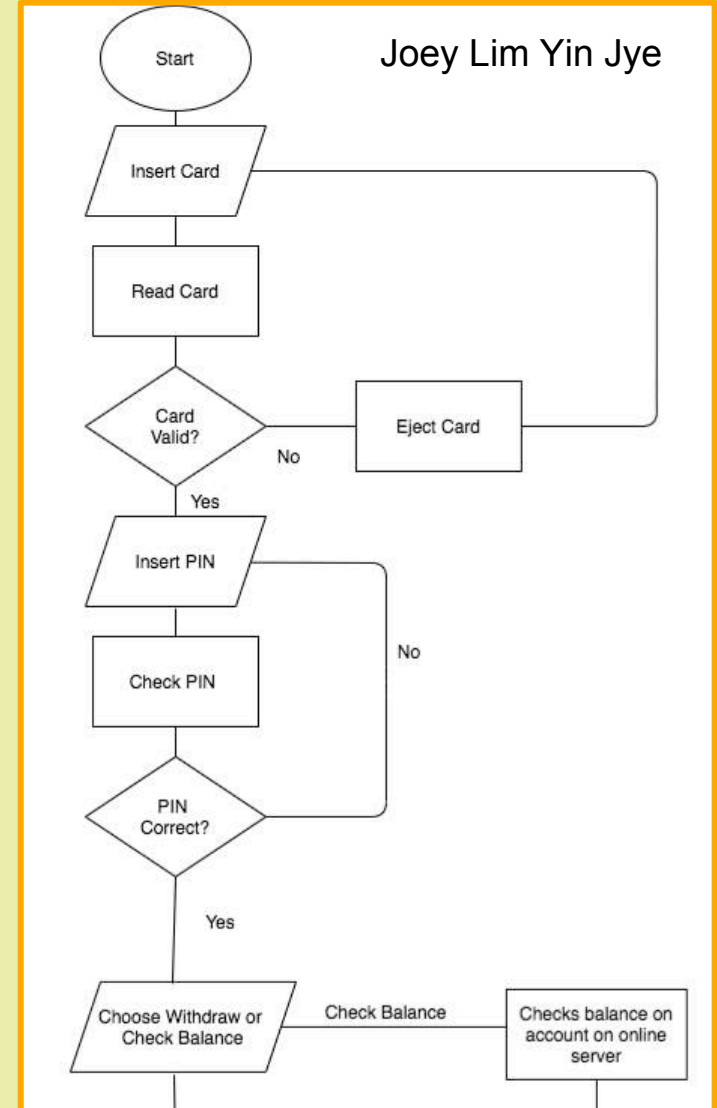 Joey Lim Yin Jye
Start
Insert Card
Read Card
Card
Valid?
No
Eject Card
Yes
Insert PIN
No
Check PIN
PIN
Correct?
Yes
Choose Withdraw or
Check Balance
Check Balance
Checks balance on
account on online
server